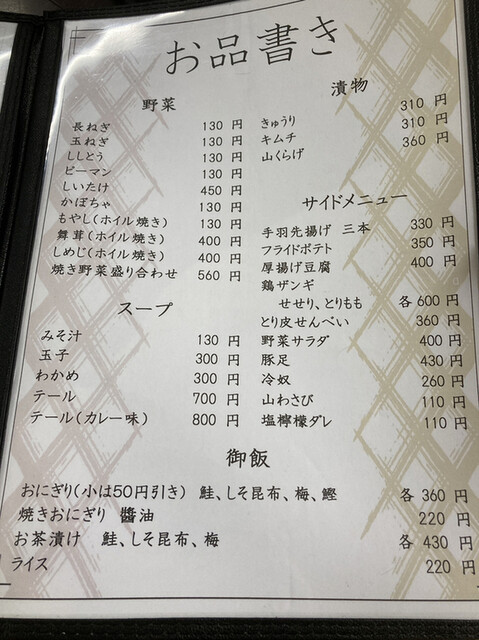 お品書き
野菜
長ねぎ 130 円
玉ねぎ 130 円
ししとう 130 円
ピーマン 130 円
しいたけ 450 円
かぼちゃ 130 円
もやし(ホイル焼き) 130 円
舞茸(ホイル焼き) 400 円
しめじ(ホイル焼き) 400 円
焼き野菜盛り合わせ 560 円
スープ
みそ汁 130 円
玉子 300 円
わかめ 300 円
テール 700 円
テール(カレー味) 800 円
漬物
きゅうり 310 円
キムチ 310 円
山くらげ 360 円
サイドメニュー
手羽先揚げ 三本 330 円
フライドポテト 350 円
厚揚げ豆腐 400 円
鶏ザンギ
せせり、とりもも 各 600 円
とり皮せんべい 360 円
野菜サラダ 400 円
豚足 430 円
冷奴 260 円
山わさび 110 円
塩檸檬ダレ 110 円
御飯
おにぎり(小は50円引き) 鮭、しそ昆布、梅、鰹 各 360 円
焼きおにぎり 醬油 220 円
お茶漬け 鮭、しそ昆布、梅 各 430 円
ライス 220 円